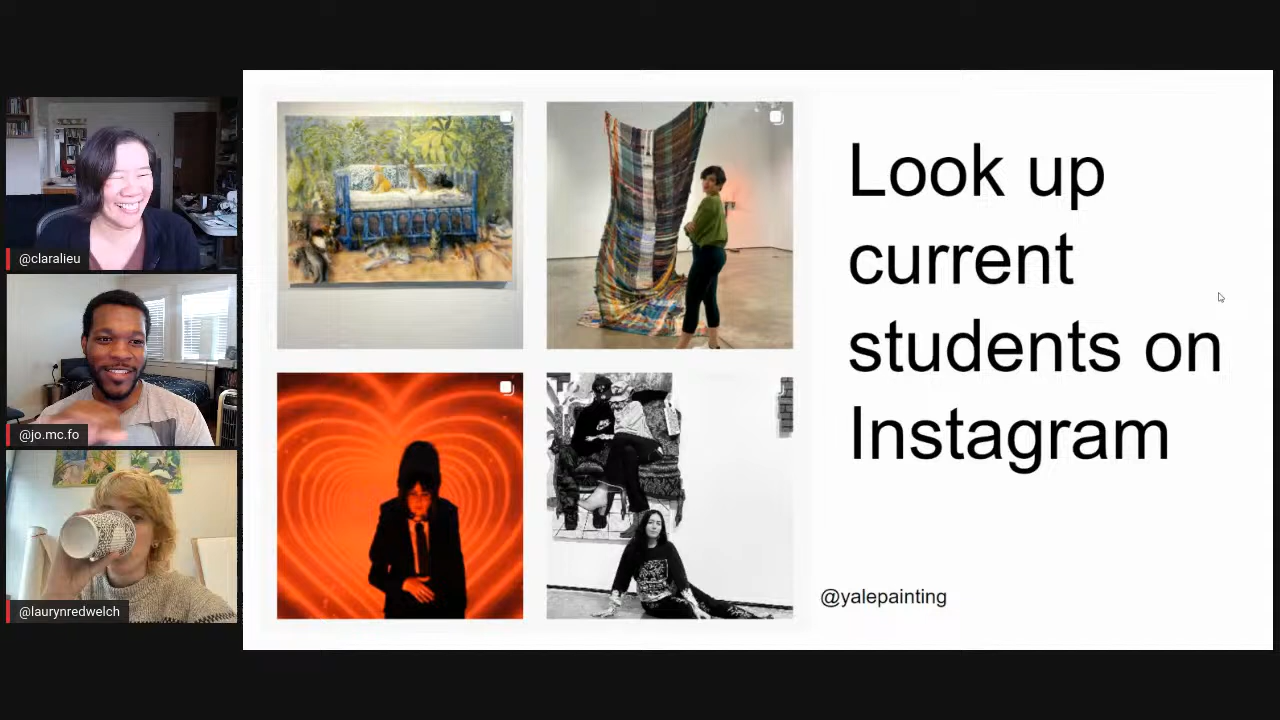 @claralieu
@jo.mc.fo
@laurynredwelch
Look up
current
students on
Instagram
@yalepainting